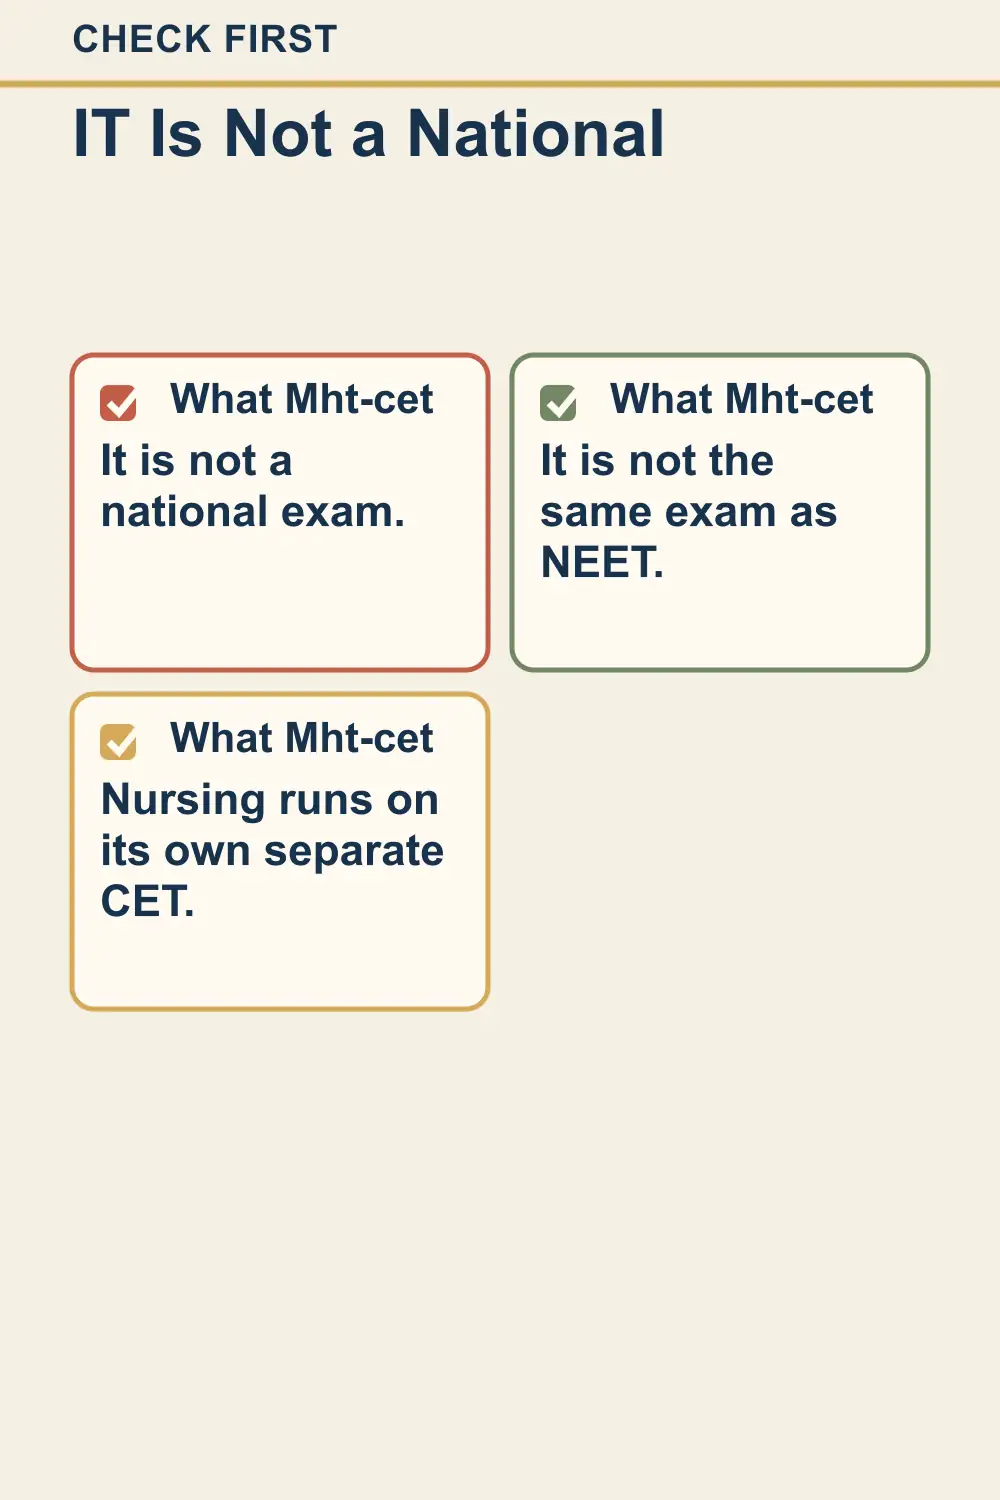 CHECK FIRST
IT Is Not a National
What Mht-cet
It is not a
national exam.
What Mht-cet
It is not the
same exam as
NEET.
What Mht-cet
Nursing runs on
its own separate
CET.